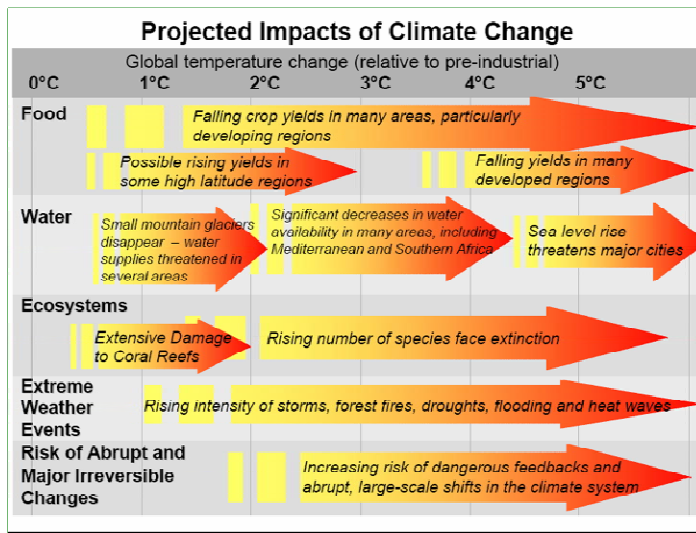 Projected Impacts of Climate Change
Global temperature change (relative to pre-industrial)
0°C 1°C 2°C 3°C 4°C 5°C
Food
Falling crop yields in many areas, particularly
developing regions
Possible rising yields in
some high latitude regions
Falling yields in many
developed regions
Water
Small mountain glaciers
disappear – water
supplies threatened in
several areas
Significant decreases in water
availability in many areas, including
Mediterranean and Southern Africa
Sea level rise
threatens major cities
Ecosystems
Extensive Damage
to Coral Reefs
Rising number of species face extinction
Extreme
Weather
Events
Rising intensity of storms, forest fires, droughts, flooding and heat waves
Risk of Abrupt and
Major Irreversible
Changes
Increasing risk of dangerous feedbacks and
abrupt, large-scale shifts in the climate system